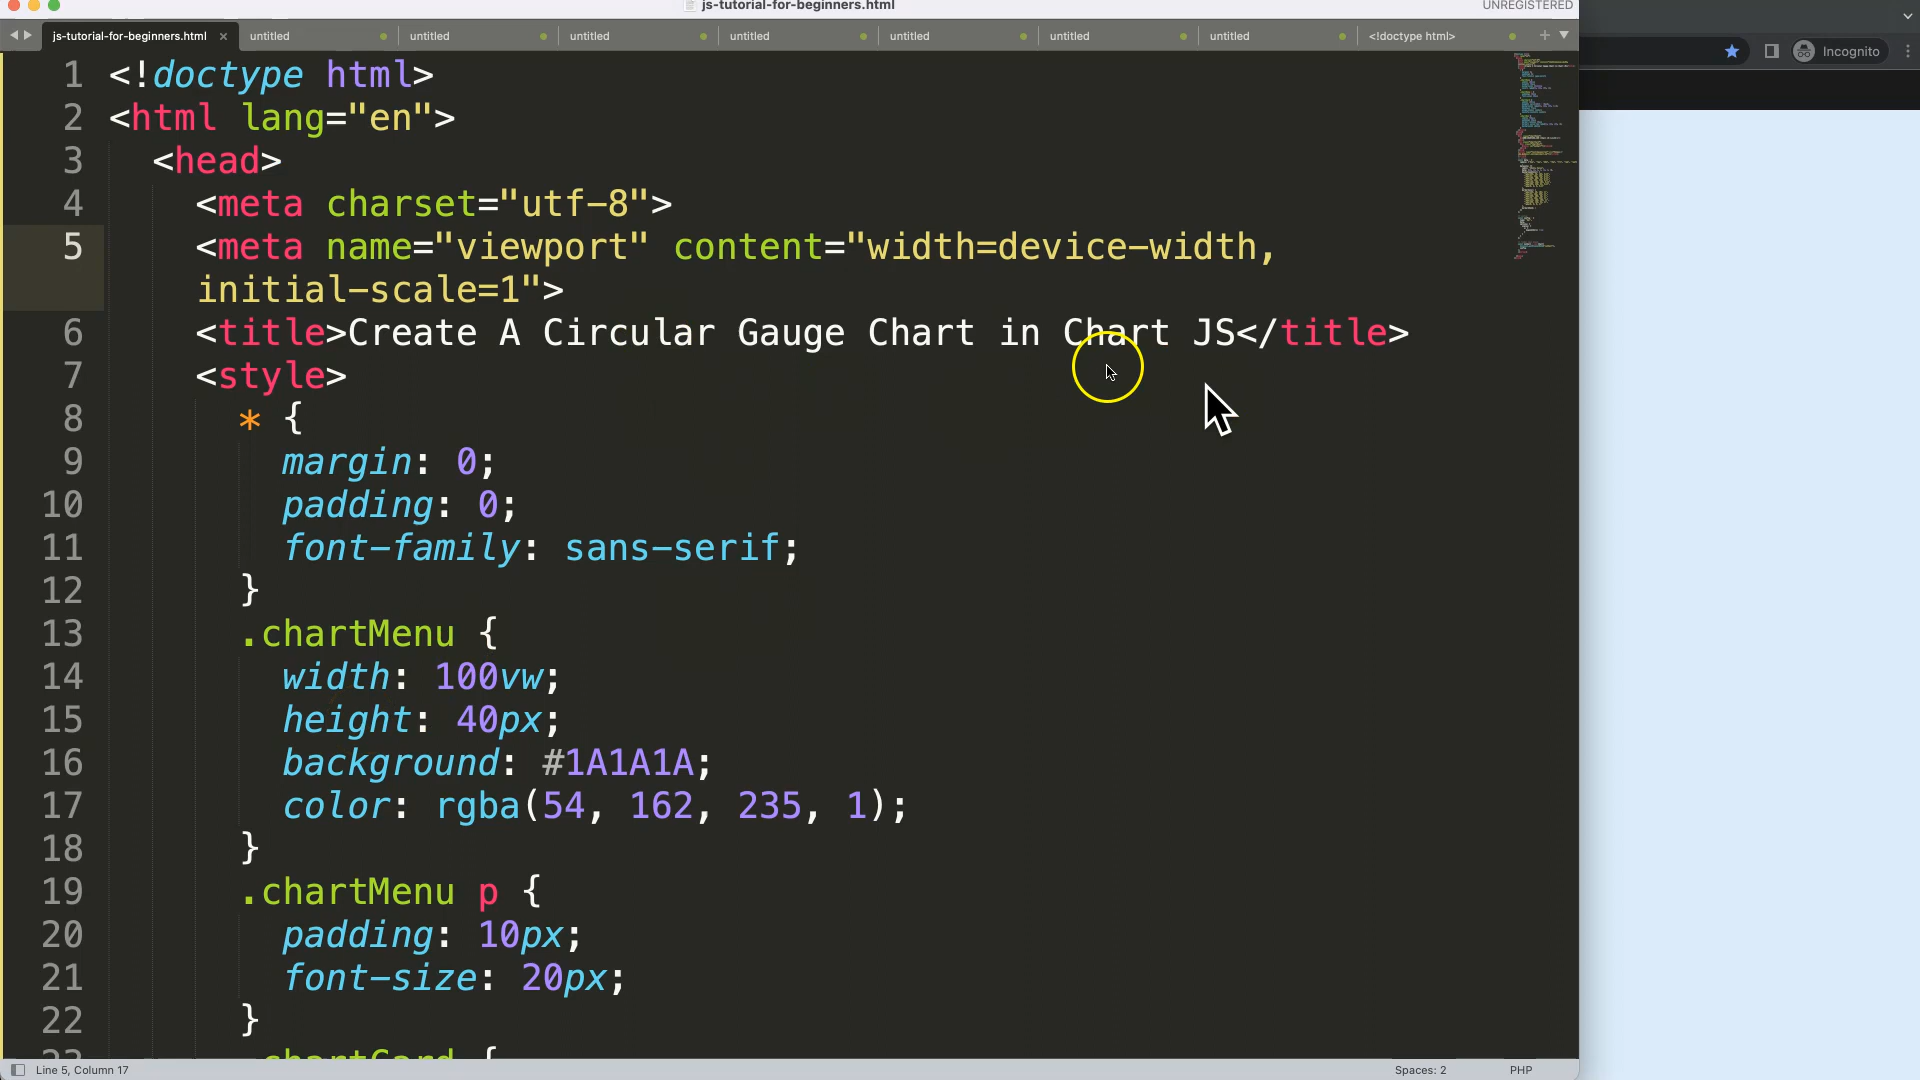 js-tutorial-for-beginners.html
UNREGISTERED
js-tutorial-for-beginners.html × untitled untitled untitled untitled untitled untitled untitled <!doctype html>
Incognito
1 <!doctype html>
2 <html lang="en">
3 <head>
4 <meta charset="utf-8">
5 <meta name="viewport" content="width=device-width,
initial-scale=1">
6 <title>Create A Circular Gauge Chart in Chart JS</title>
7 <style>
8 * {
9 margin: 0;
10 padding: 0;
11 font-family: sans-serif;
12 }
13 .chartMenu {
14 width: 100vw;
15 height: 40px;
16 background: #1A1A1A;
17 color: rgba(54, 162, 235, 1);
18 }
19 .chartMenu p {
20 padding: 10px;
21 font-size: 20px;
22 }
23 .chartCard {
Line 5, Column 17
Spaces: 2
PHP